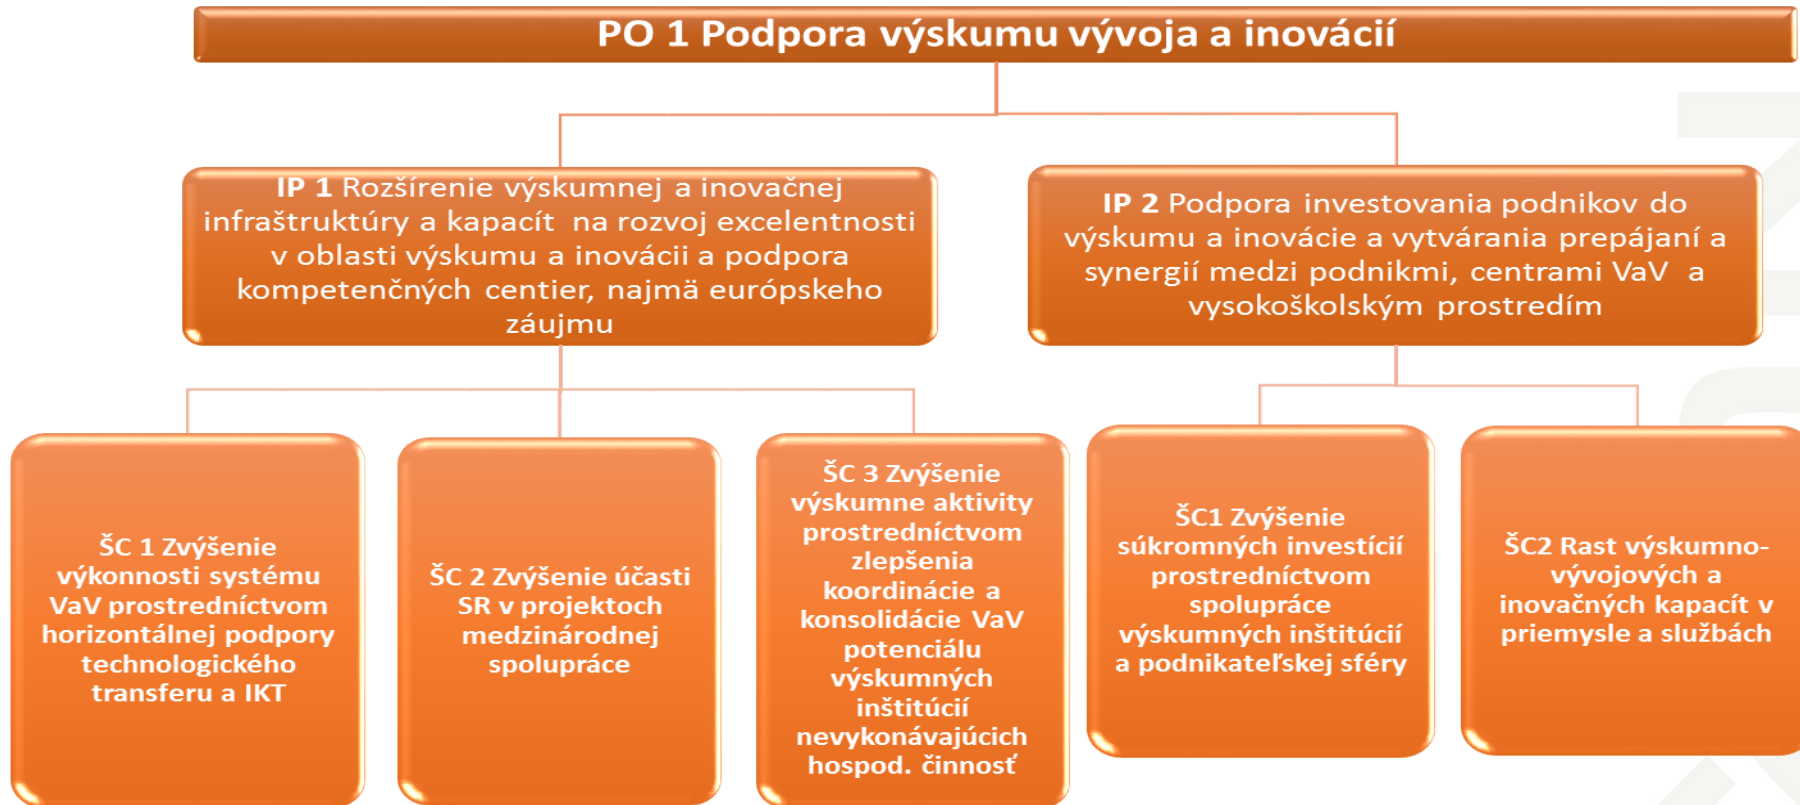 PO 1 Podpora výskumu vývoja a inovácií
IP 1 Rozšírenie výskumnej a inovačnej
infraštruktúry a kapacít na rozvoj excelentnosti
v oblasti výskumu a inovácii a podpora
kompetenčných centier, najmä európskeho
záujmu
IP 2 Podpora investovania podnikov do
výskumu a inovácie a vytvárania prepájaní a
synergií medzi podnikmi, centrami VaV a
vysokoškolským prostredím
ŠC 1 Zvýšenie
výkonnosti systému
VaV prostredníctvom
horizontálnej podpory
technologického
transferu a IKT
ŠC 2 Zvýšenie účasti
SR v projektoch
medzinárodnej
spolupráce
ŠC 3 Zvýšenie
výskumne aktivity
prostredníctvom
zlepšenia
koordinácie a
konsolidácie VaV
potenciálu
výskumných
inštitúcií
nevykonávajúcich
hospod. činnosť
ŠC1 Zvýšenie
súkromných investícií
prostredníctvom
spolupráce
výskumných inštitúcií
a podnikateľskej sféry
ŠC2 Rast výskumno-
vývojových a
inovačných kapacít v
priemysle a službách